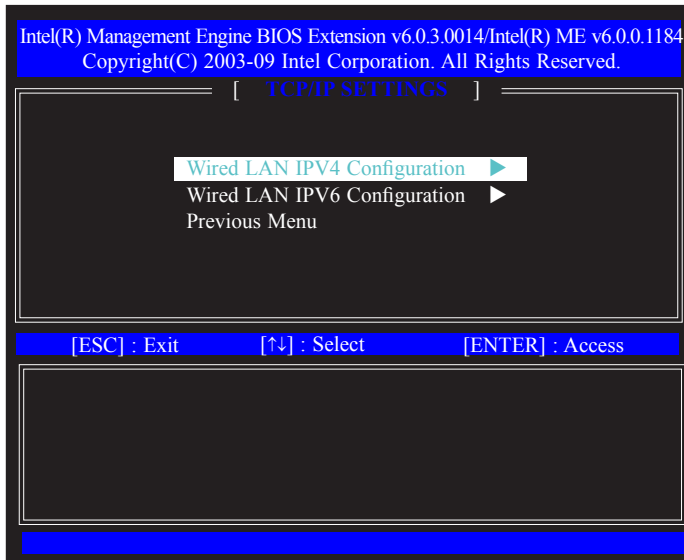 Intel(R) Management Engine BIOS Extension v6.0.3.0014/Intel(R) ME v6.0.0.1184
Copyright(C) 2003-09 Intel Corporation. All Rights Reserved.
[ TCP/IP SETTINGS ]
Wired LAN IPV4 Configuration ▶
Wired LAN IPV6 Configuration ▶
Previous Menu
[ESC] : Exit [↑↓] : Select [ENTER] : Access